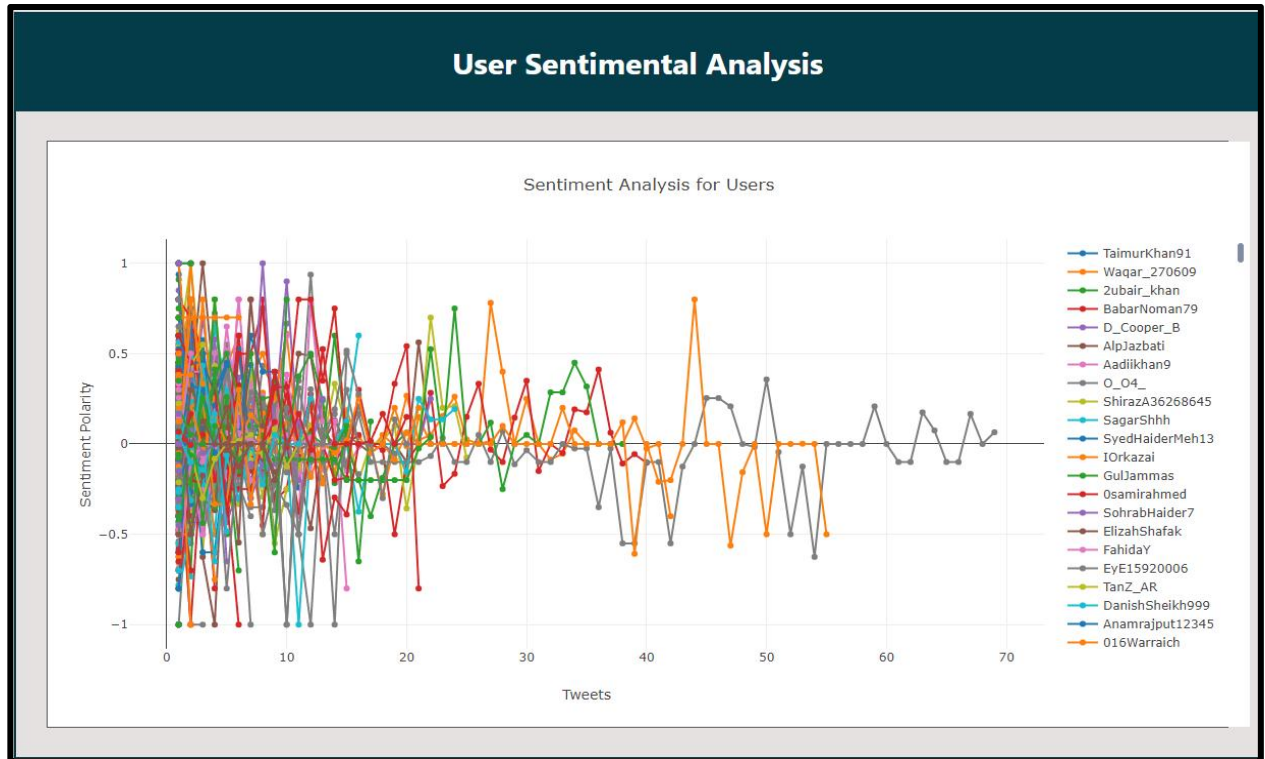 User Sentimental Analysis
Sentiment Analysis for Users
Sentiment Polarity
1
0.5
0
−0.5
−1
0 10 20 30 40 50 60 70
Tweets
TaimurKhan91
Waqar_270609
2ubair_khan
BabarNoman79
D_Cooper_B
AlpJazbati
Aadiikhan9
O_O4_
ShirazA36268645
SagarShhh
SyedHaiderMeh13
IOrkazai
GulJammas
0samirahmed
SohrabHaider7
ElizahShafak
FahidaY
EyE15920006
TanZ_AR
DanishSheikh999
Anamrajput12345
016Warraich